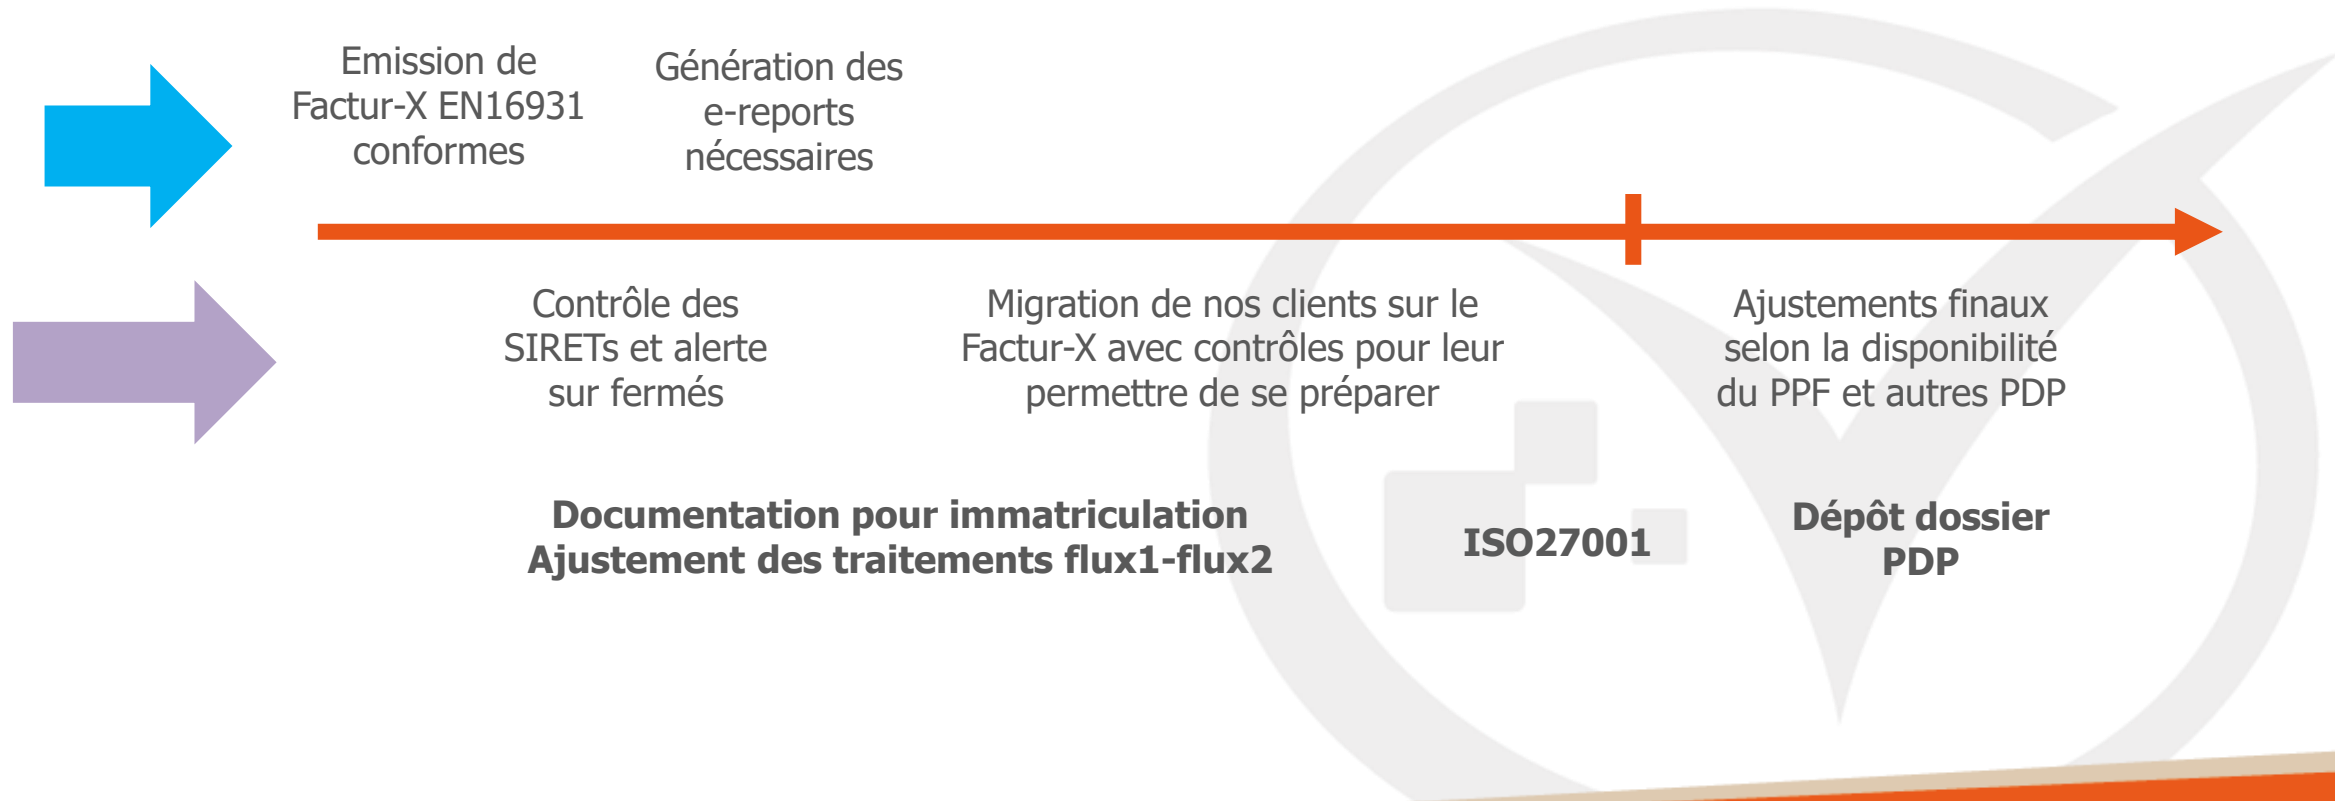 Emission de
Factur-X EN16931
conformes
Génération des
e-reports
nécessaires
Contrôle des
SIRETs et alerte
sur fermés
Migration de nos clients sur le
Factur-X avec contrôles pour leur
permettre de se préparer
Ajustements finaux
selon la disponibilité
du PPF et autres PDP
Documentation pour immatriculation
Ajustement des traitements flux1-flux2
ISO27001
Dépôt dossier
PDP